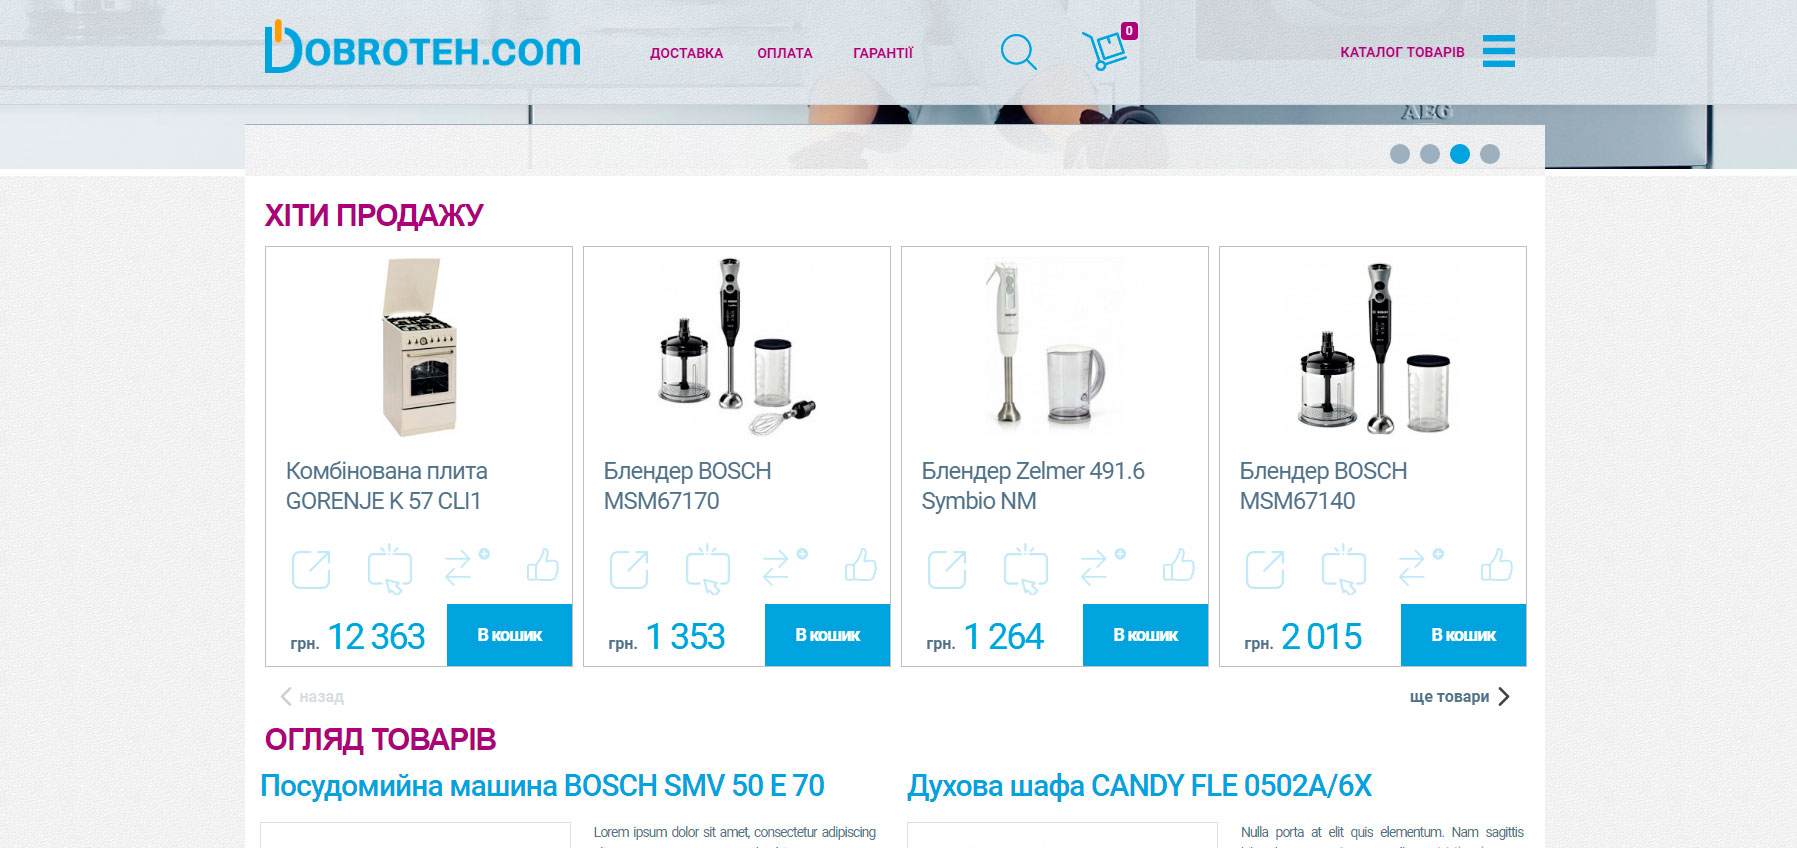 DOBROTEH.COM
ДОСТАВКА ОПЛАТА ГАРАНТІЇ 0 КАТАЛОГ ТОВАРІВ
AEG
ХІТИ ПРОДАЖУ
Комбінована плита
GORENJE K 57 CLI1
грн. 12 363 В кошик
Блендер BOSCH
MSM67170
грн. 1 353 В кошик
Блендер Zelmer 491.6
Symbio NM
грн. 1 264 В кошик
Блендер BOSCH
MSM67140
грн. 2 015 В кошик
назад ще товари
ОГЛЯД ТОВАРІВ
Посудомийна машина BOSCH SMV 50 E 70
Lorem ipsum dolor sit amet, consectetur adipiscing
Духова шафа CANDY FLE 0502A/6X
Nulla porta at elit quis elementum. Nam sagittis